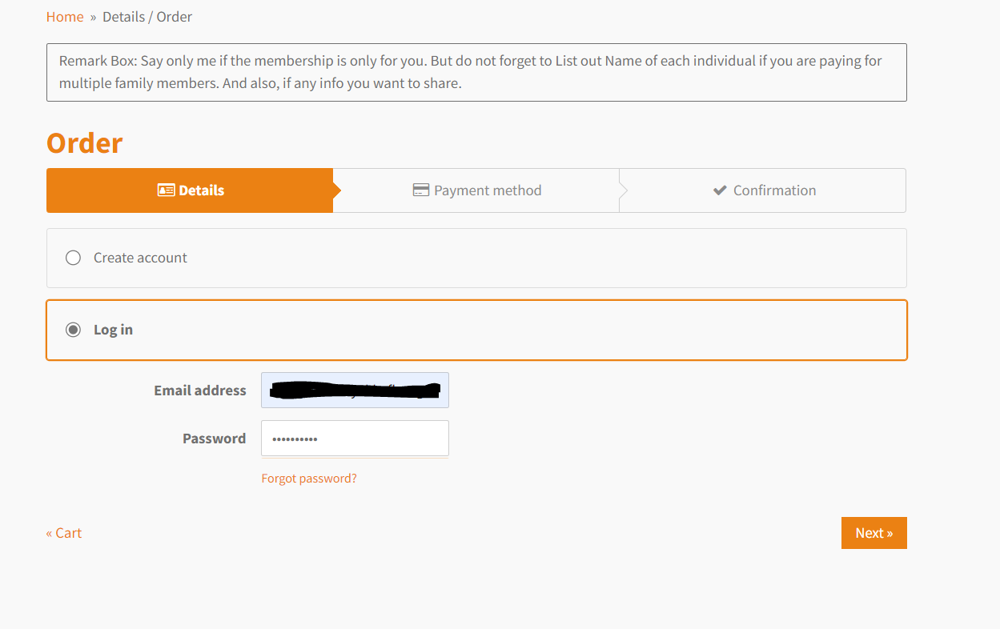 Home » Details / Order
Remark Box: Say only me if the membership is only for you. But do not forget to List out Name of each individual if you are paying for
multiple family members. And also, if any info you want to share.
Order
Details
Payment method
Confirmation
Create account
Log in
Email address
Password ••••••••••
Forgot password?
« Cart
Next »